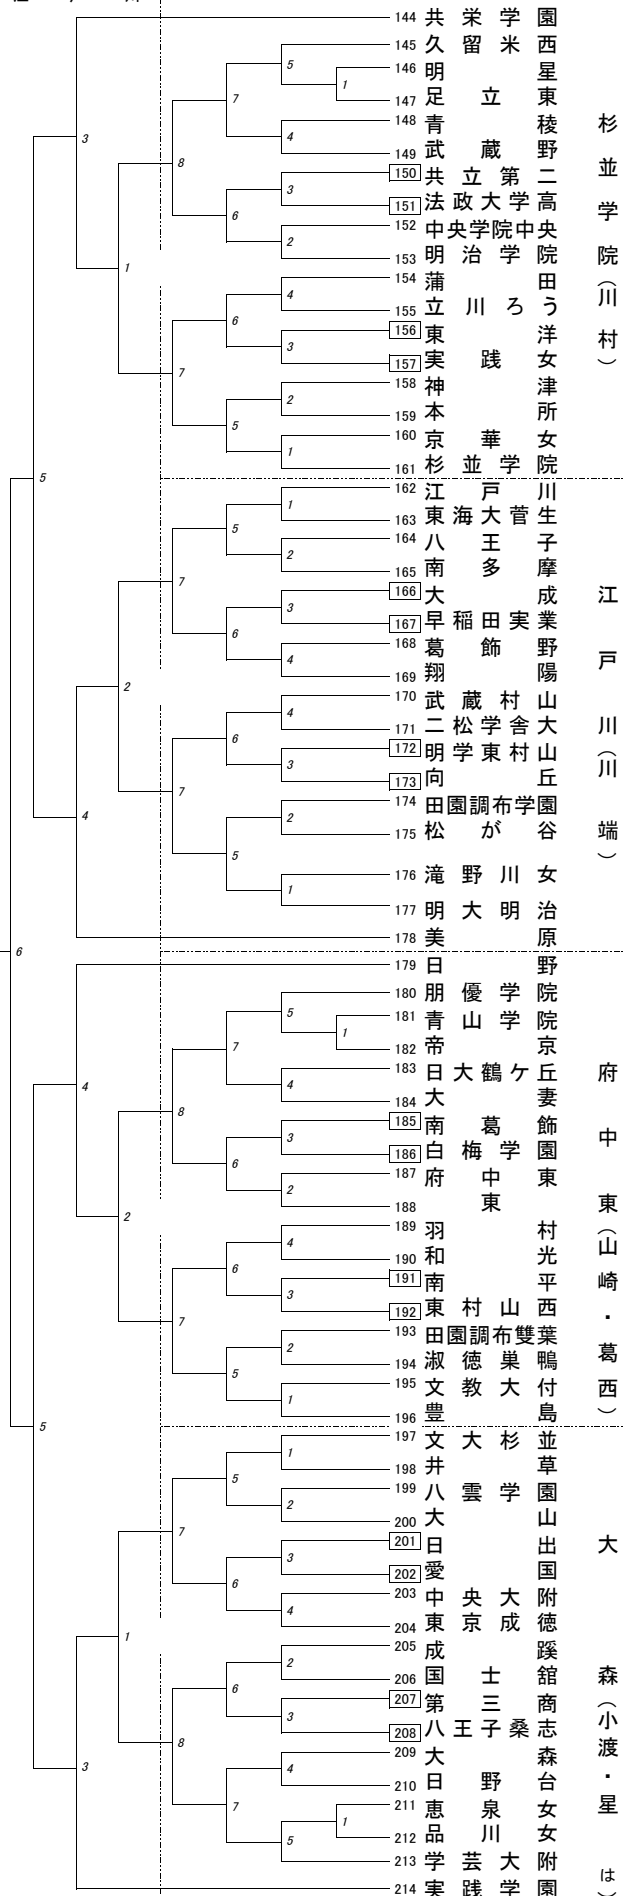 144 共栄学園
145 久留米西
146 明星
147 足立東
148 青稜
149 武蔵野
150 共立第二
151 法政大学高
152 中央学院中央
153 明治学院
154 蒲田
155 立川ろう
156 東洋
157 実践女
158 神津
159 本所
160 京華女
161 杉並学院
杉並学院（川村）
162 江戸川
163 東海大菅生
164 八王子
165 南多摩
166 大成
167 早稲田実業
168 葛飾野
169 翔陽
170 武蔵村山
171 二松学舎大
172 明学東村山
173 向丘
174 田園調布学園
175 松が谷
176 滝野川女
177 明大明治
178 美原
江戸川（川端）
179 日野
180 朋優学院
181 青山学院
182 帝京
183 日大鶴ケ丘
184 大妻
185 南葛飾
186 白梅学園
187 府中東
188 東
189 羽村
190 和光
191 南平
192 東村山西
193 田園調布雙葉
194 淑徳巣鴨
195 文教大付
196 豊島
府中東（山崎・葛西）
197 文大杉並
198 井草
199 八雲学園
200 大山
201 日出
202 愛国
203 中央大附
204 東京成徳
205 成蹊
206 国士舘
207 第三商
208 八王子桑志
209 大森
210 日野台
211 恵泉女
212 品川女
213 学芸大附
214 実践学園
大森（小渡・星は）
5
1
7
4
3
8
3
6
2
1
4
6
3
7
2
5
1
5
1
5
2
7
3
6
4
2
4
6
3
7
2
5
1
4
6
5
1
7
4
4
8
3
6
2
2
4
6
3
7
2
5
1
5
1
5
2
7
3
6
4
1
2
6
3
8
4
7
1
5
3